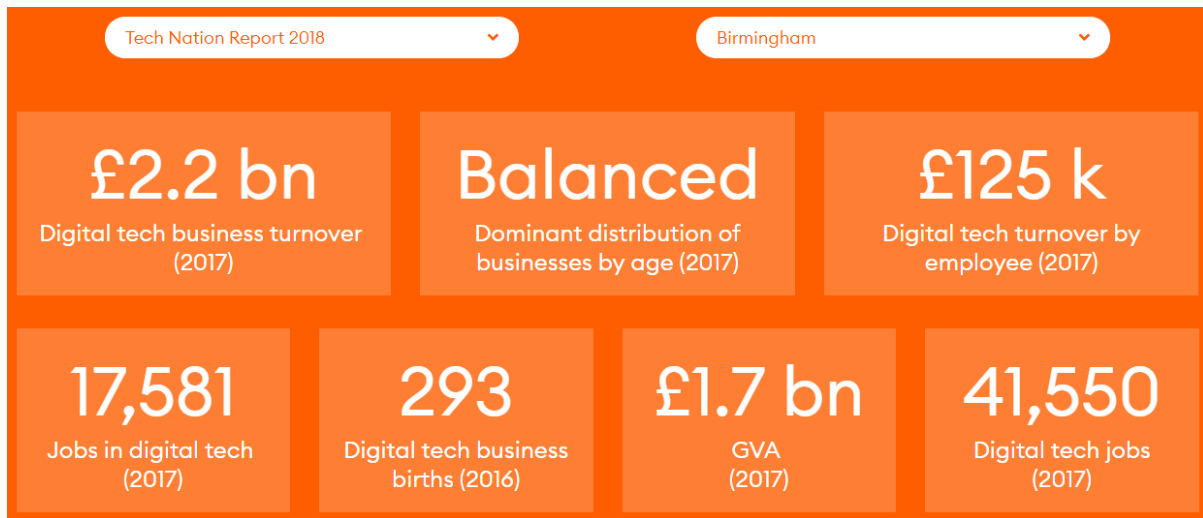 Tech Nation Report 2018
Birmingham
£2.2 bn
Digital tech business turnover
(2017)
Balanced
Dominant distribution of
businesses by age (2017)
£125 k
Digital tech turnover by
employee (2017)
17,581
Jobs in digital tech
(2017)
293
Digital tech business
births (2016)
£1.7 bn
GVA
(2017)
41,550
Digital tech jobs
(2017)